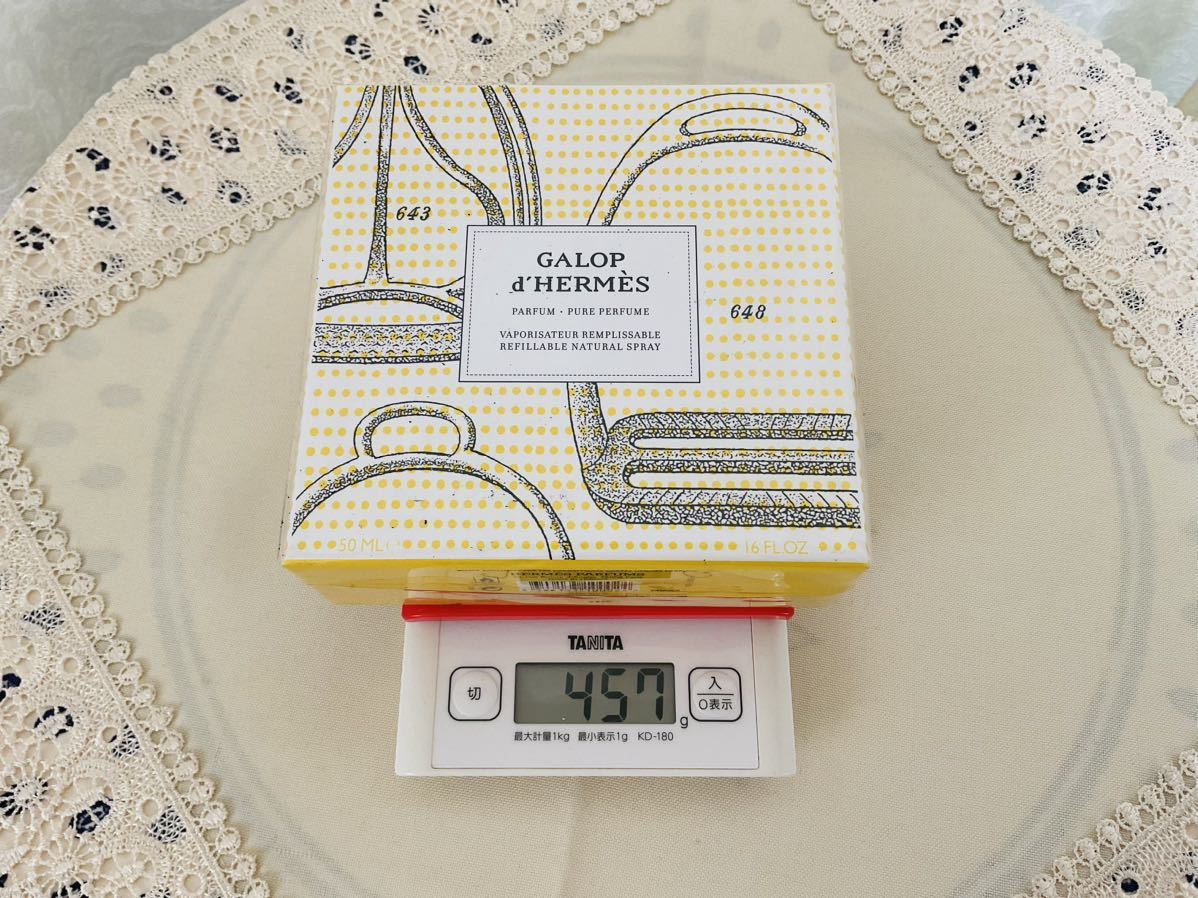 643
GALOP
d'HERMÈS
PARFUM · PURE PERFUME
VAPORISATEUR REMPLISSABLE
REFILLABLE NATURAL SPRAY
648
50 ML
1.6 FL.OZ
HERMÈS PARFUMS
TANITA
切
457 g
入
0表示
最大計量1kg 最小表示1g KD-180